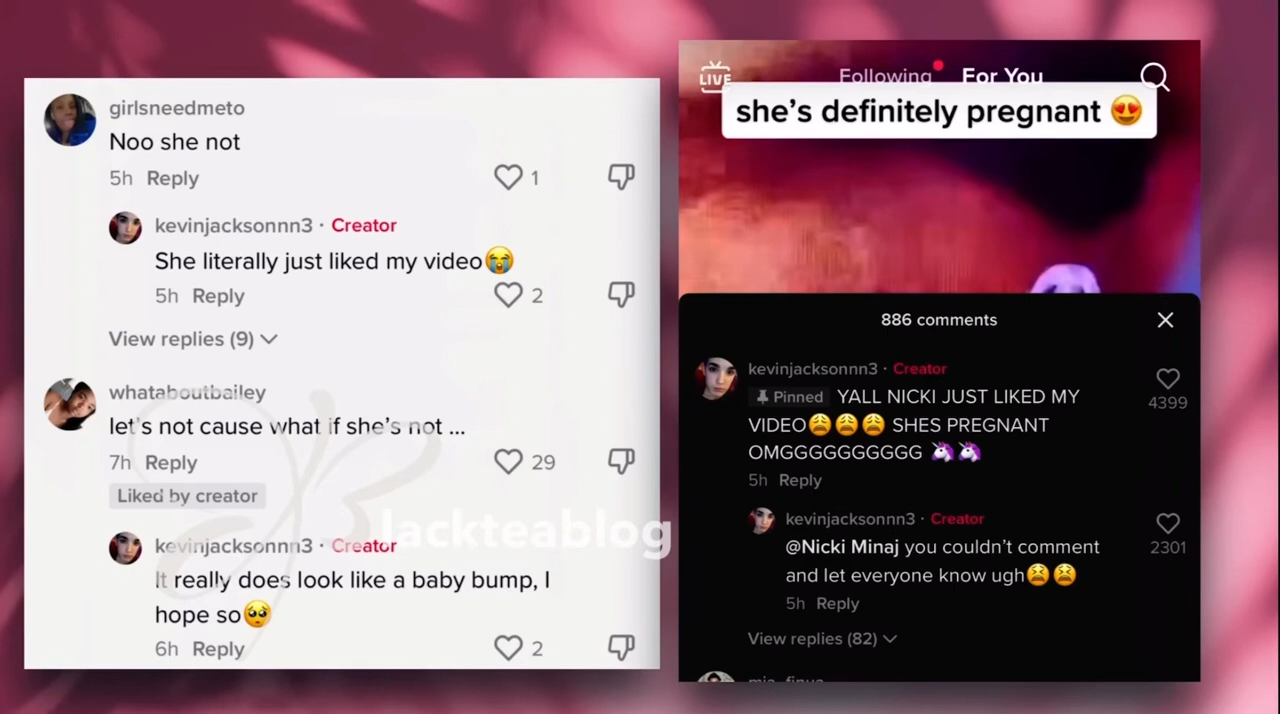 girlsneedmeto
Noo she not
5h Reply
1
kevinjacksonnn3 · Creator
She literally just liked my video😭
5h Reply
2
View replies (9)
whataboutbailey
let's not cause what if she's not ...
7h Reply
29
Liked by creator
kevinjacksonnn3 · Creator
It really does look like a baby bump, I
hope so🥺
6h Reply
2
lackteablog
LIVE
Following For You
she's definitely pregnant 😍
886 comments
kevinjacksonnn3 · Creator
Pinned YALL NICKI JUST LIKED MY
VIDEO😩😩😩 SHES PREGNANT
OMGGGGGGGGGG 🦄🦄
4399
5h Reply
kevinjacksonnn3 · Creator
@Nicki Minaj you couldn't comment
and let everyone know ugh😫😫
2301
5h Reply
View replies (82)